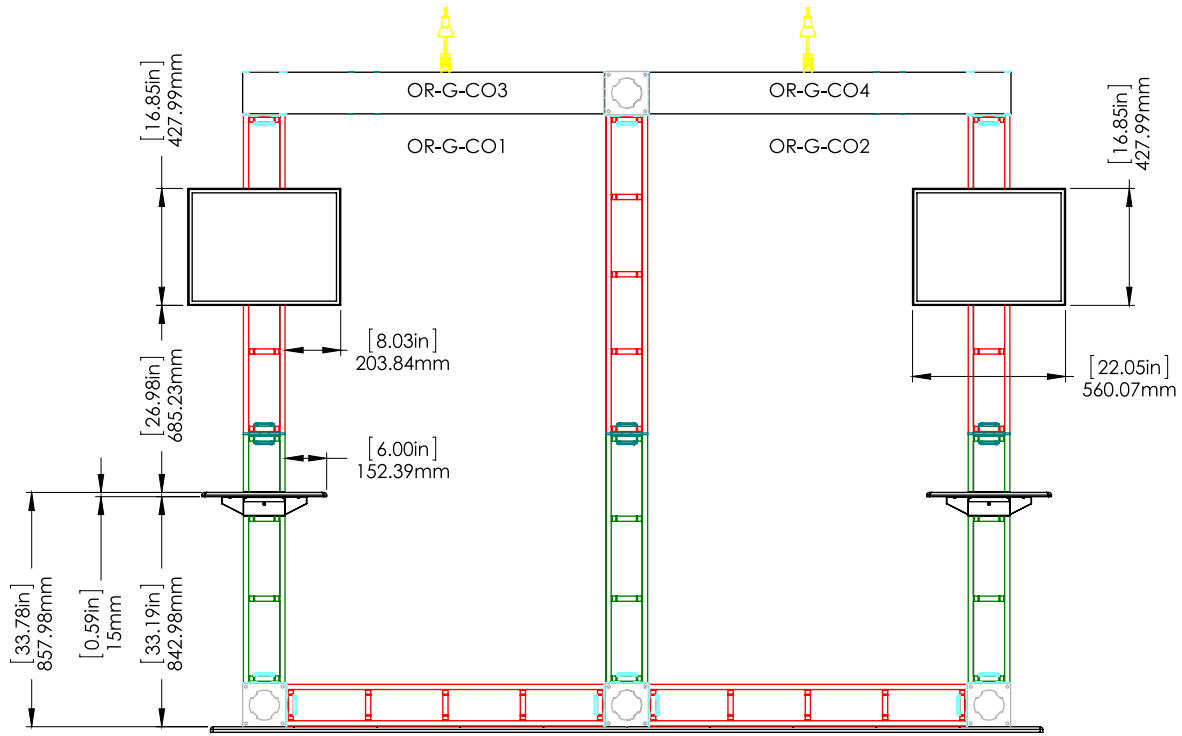 OR-G-CO3
OR-G-CO4
OR-G-CO1
OR-G-CO2
[16.85in]
427.99mm
[16.85in]
427.99mm
[8.03in]
203.84mm
[22.05in]
560.07mm
[26.98in]
685.23mm
[6.00in]
152.39mm
[33.78in]
857.98mm
[0.59in]
15mm
[33.19in]
842.98mm